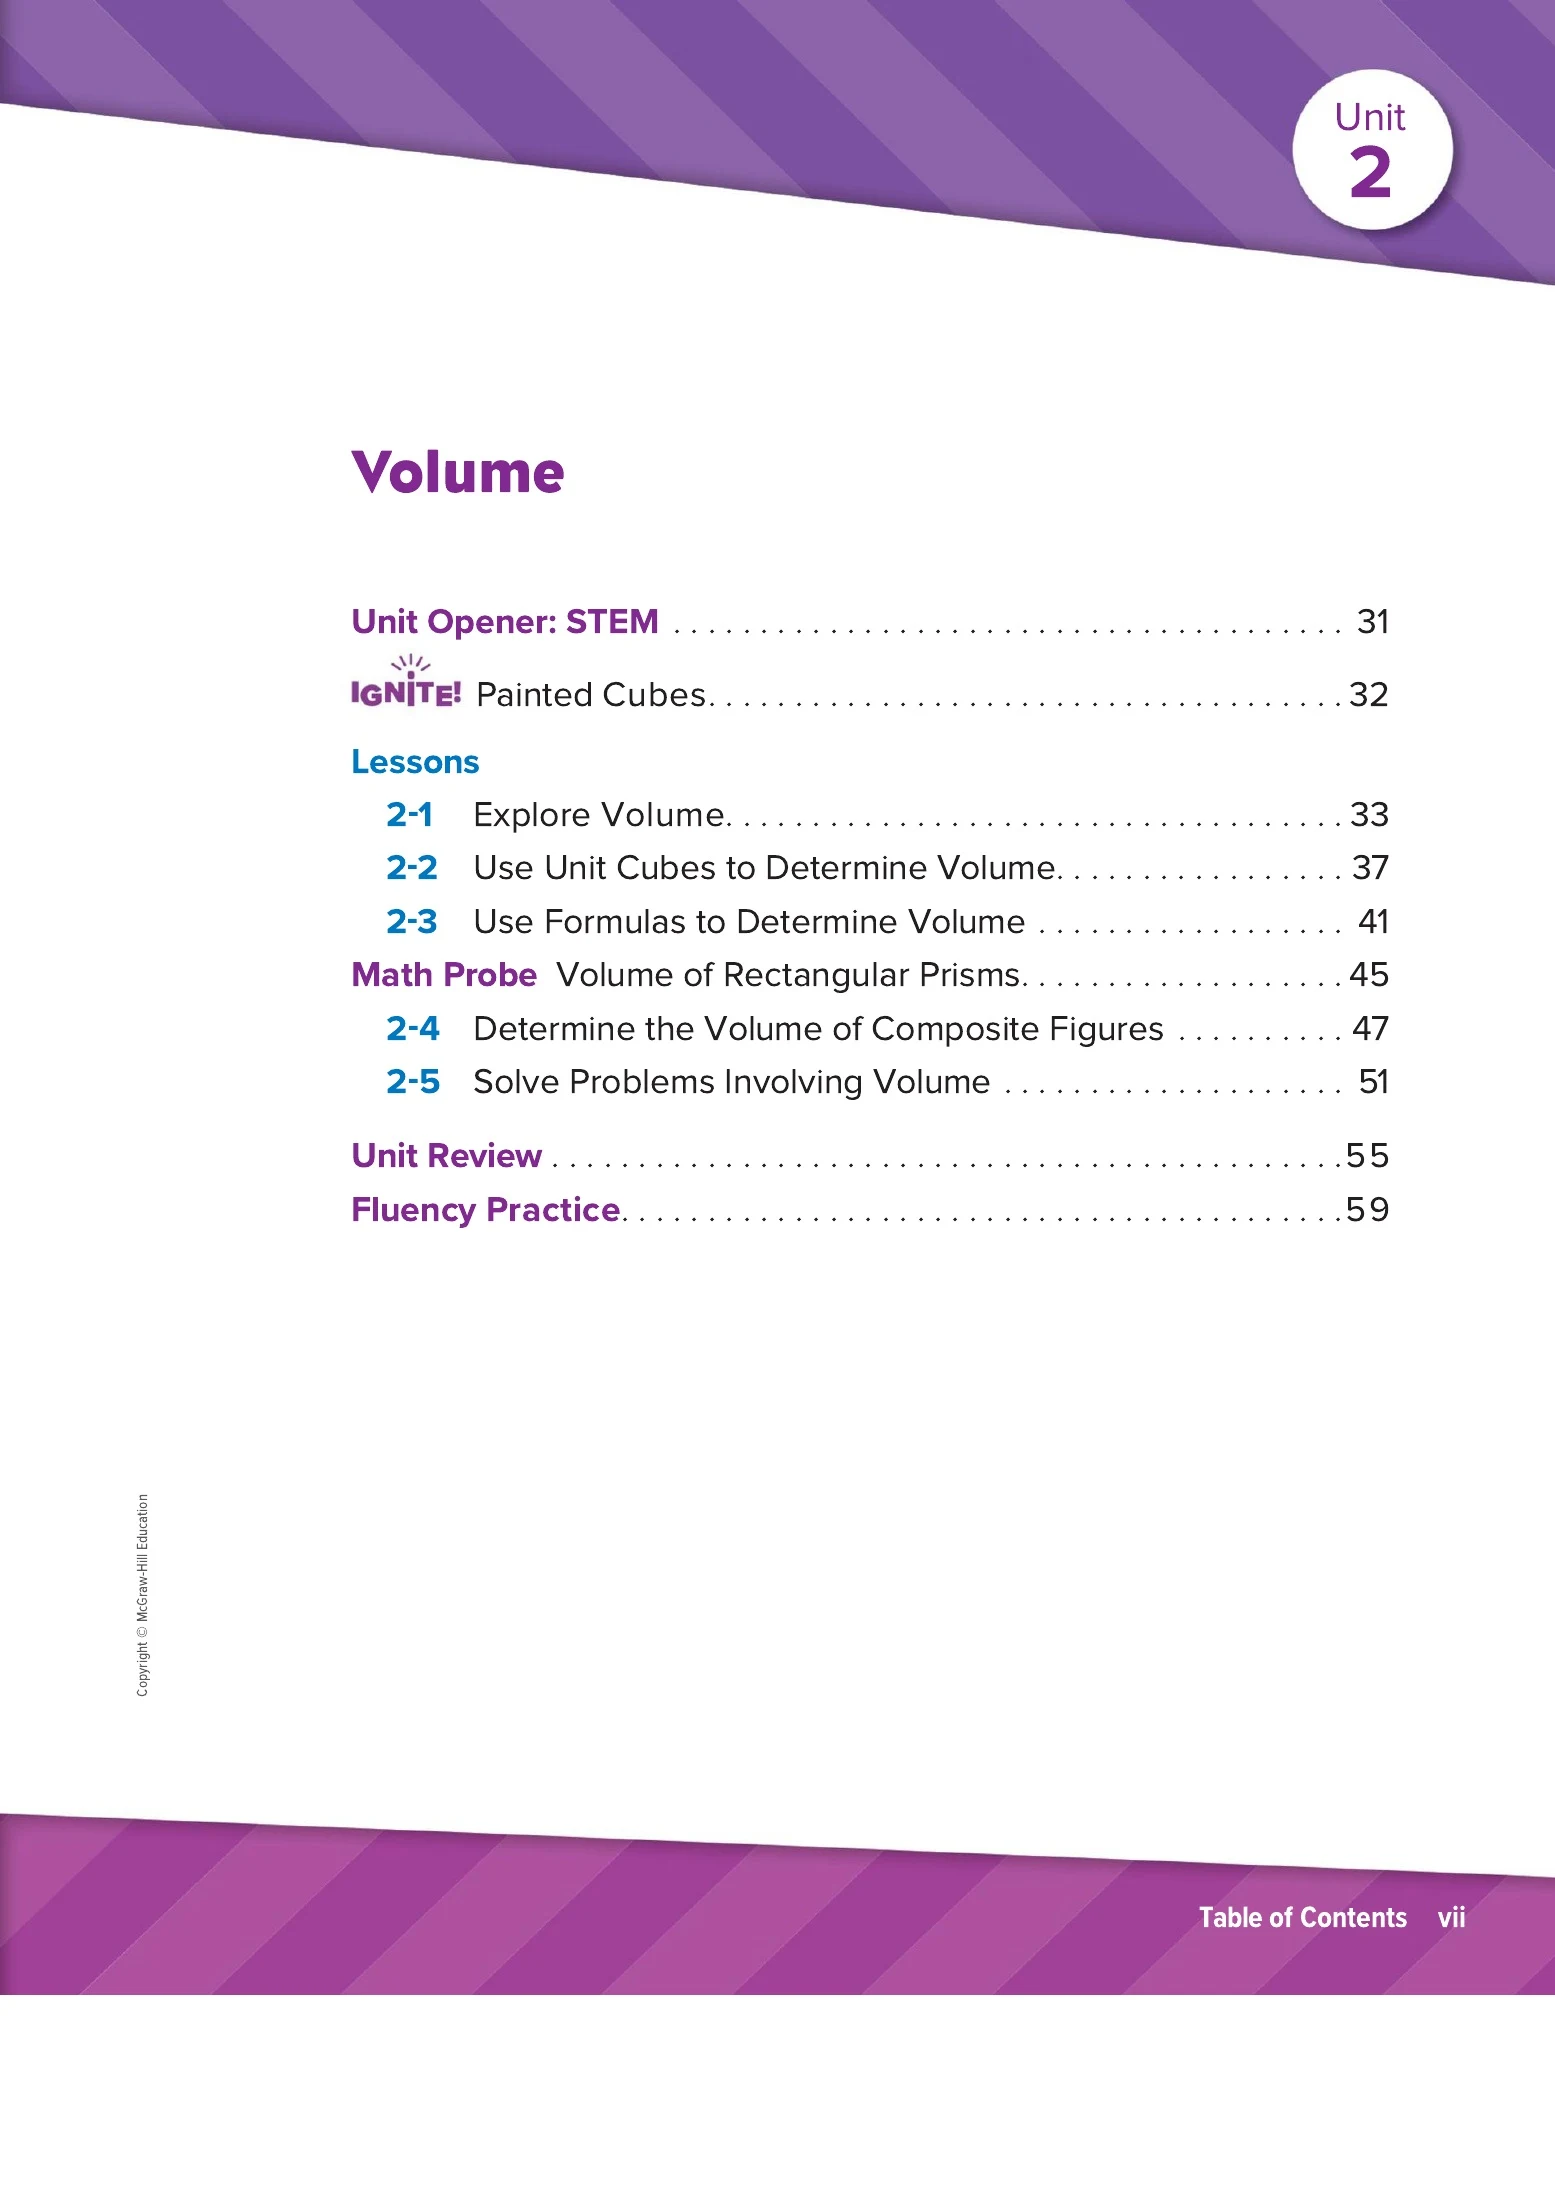 Unit
2
Volume
Unit Opener: STEM . . . . . . . . . . . . . . . . . . . . . . . . . . . . . . . . . . . . . . . 31
IGNITE! Painted Cubes. . . . . . . . . . . . . . . . . . . . . . . . . . . . . . . . . . . . . 32
Lessons
2-1 Explore Volume. . . . . . . . . . . . . . . . . . . . . . . . . . . . . . . . . . . . 33
2-2 Use Unit Cubes to Determine Volume. . . . . . . . . . . . . . . . . 37
2-3 Use Formulas to Determine Volume . . . . . . . . . . . . . . . . . . 41
Math Probe Volume of Rectangular Prisms. . . . . . . . . . . . . . . . . . . 45
2-4 Determine the Volume of Composite Figures . . . . . . . . . . 47
2-5 Solve Problems Involving Volume . . . . . . . . . . . . . . . . . . . . 51
Unit Review . . . . . . . . . . . . . . . . . . . . . . . . . . . . . . . . . . . . . . . . . . . . . . 55
Fluency Practice. . . . . . . . . . . . . . . . . . . . . . . . . . . . . . . . . . . . . . . . . . 59
Copyright © McGraw-Hill Education
Table of Contents vii